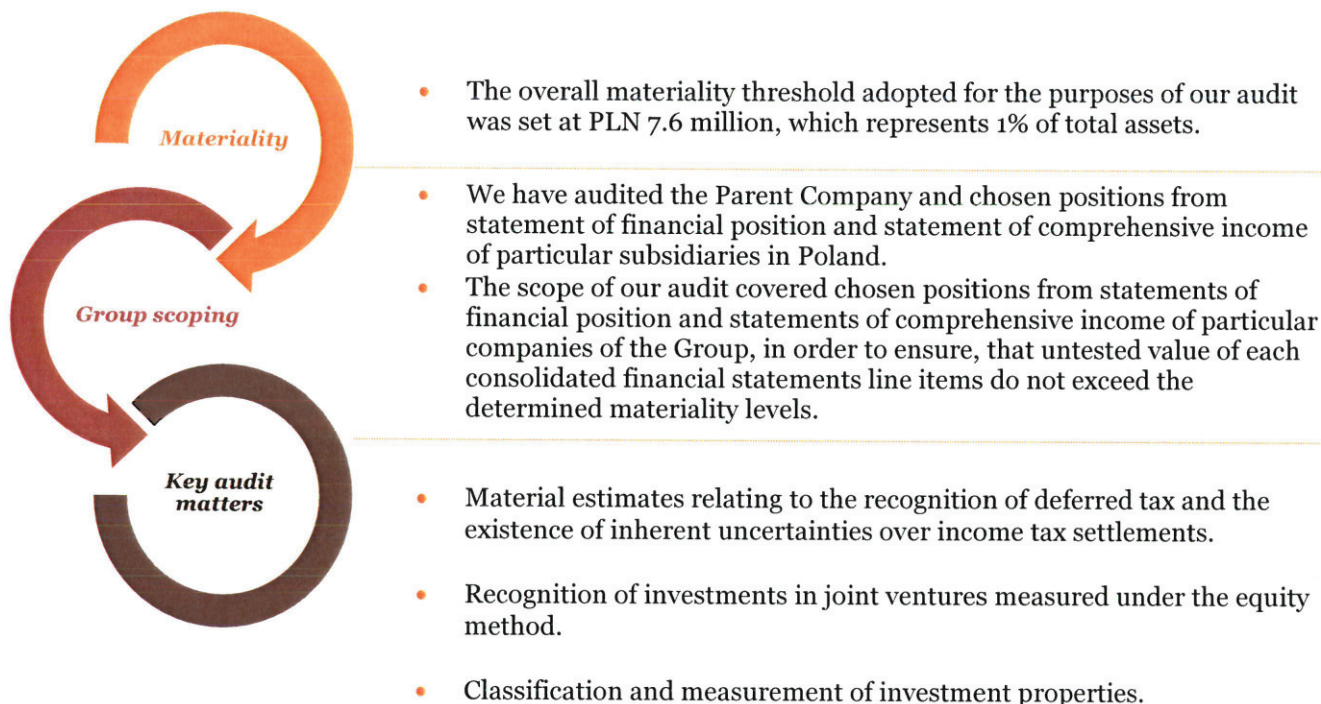 Materiality
• The overall materiality threshold adopted for the purposes of our audit
was set at PLN 7.6 million, which represents 1% of total assets.
Group scoping
• We have audited the Parent Company and chosen positions from
statement of financial position and statement of comprehensive income
of particular subsidiaries in Poland.
• The scope of our audit covered chosen positions from statements of
financial position and statements of comprehensive income of particular
companies of the Group, in order to ensure, that untested value of each
consolidated financial statements line items do not exceed the
determined materiality levels.
Key audit
matters
• Material estimates relating to the recognition of deferred tax and the
existence of inherent uncertainties over income tax settlements.
• Recognition of investments in joint ventures measured under the equity
method.
• Classification and measurement of investment properties.